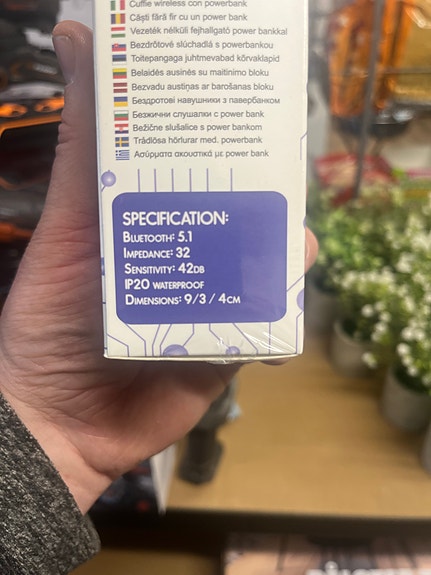 Cuffie wireless con powerbank
Căști fără fir cu un powerbank
Vezeték nélküli fejhallgató power bankkal
Bezdrôtové slúchadlá s powerbankou
Toitepangaga juhtmevabad kõrvaklapid
Belaidės ausinės su maitinimo bloku
Bezvadu austiņas ar barošanas bloku
Бездротові навушники з павербанком
Безжични слушалки с power bank
Bežične slušalice s power bankom
Trådlösa hörlurar med. powerbank
Ασύρματα ακουστικά με power bank
SPECIFICATION:
BLUETOOTH: 5.1
IMPEDANCE: 32
SENSITIVITY: 42DB
IP20 WATERPROOF
DIMENSIONS: 9/3 / 4CM